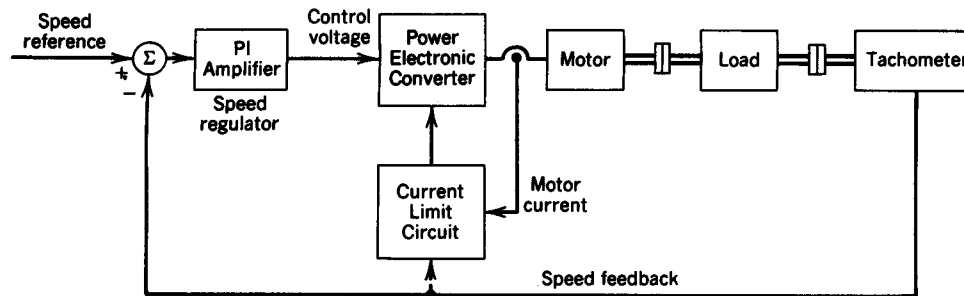 Speed
reference
+
−
Σ
PI
Amplifier
Speed
regulator
Control
voltage
Power
Electronic
Converter
Motor
Load
Tachometer
Current
Limit
Circuit
Motor
current
Speed feedback